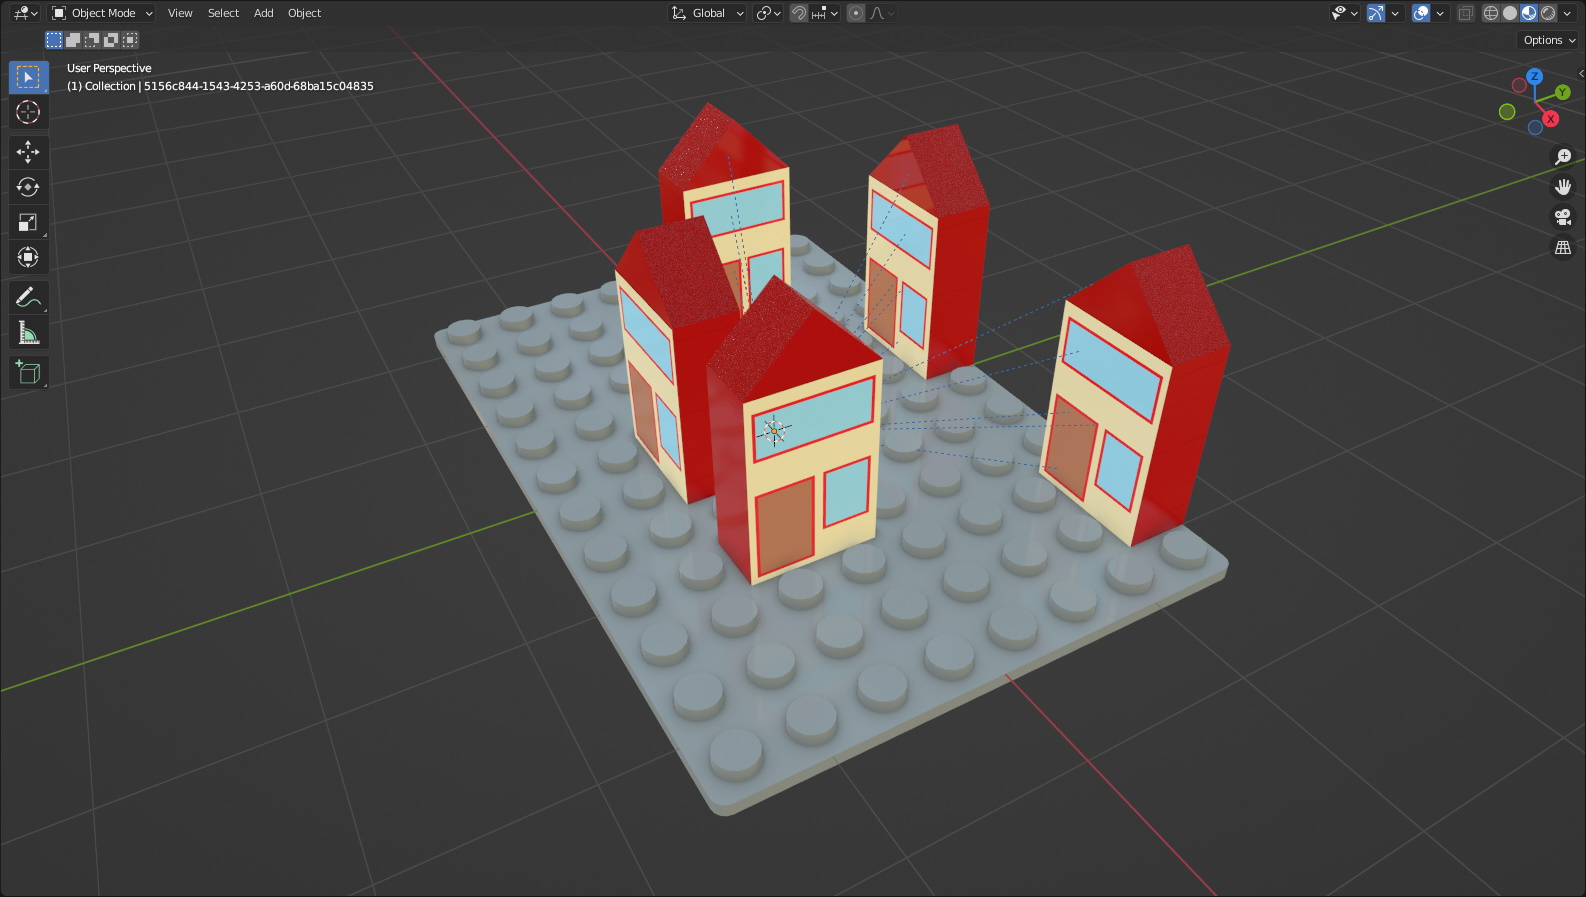 Object Mode View Select Add Object Global
Options
User Perspective
(1) Collection | 5156c844-1543-4253-a60d-68ba15c04835
Z
Y
X